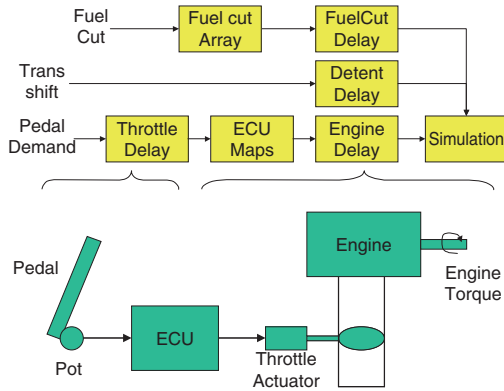 Fuel
Cut
Fuel cut
Array
FuelCut
Delay
Trans
shift
Detent
Delay
Pedal
Demand
Throttle
Delay
ECU
Maps
Engine
Delay
Simulation
Pedal
Pot
ECU
Throttle
Actuator
Engine
Engine
Torque